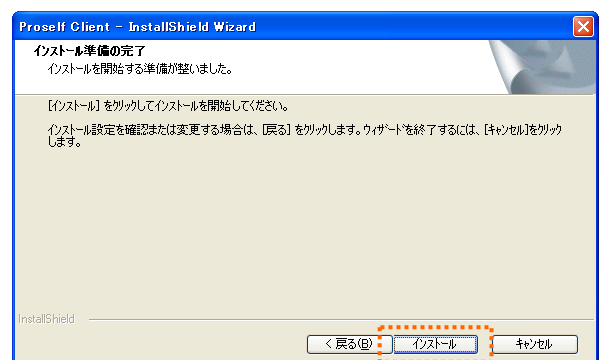 Proself Client - InstallShield Wizard
インストール準備の完了
インストールを開始する準備が整いました。
[インストール] をクリックしてインストールを開始してください。
インストール設定を確認または変更する場合は、[戻る] をクリックします。ウィザードを終了するには、[キャンセル]をクリック
します。
InstallShield
< 戻る(B) インストール キャンセル